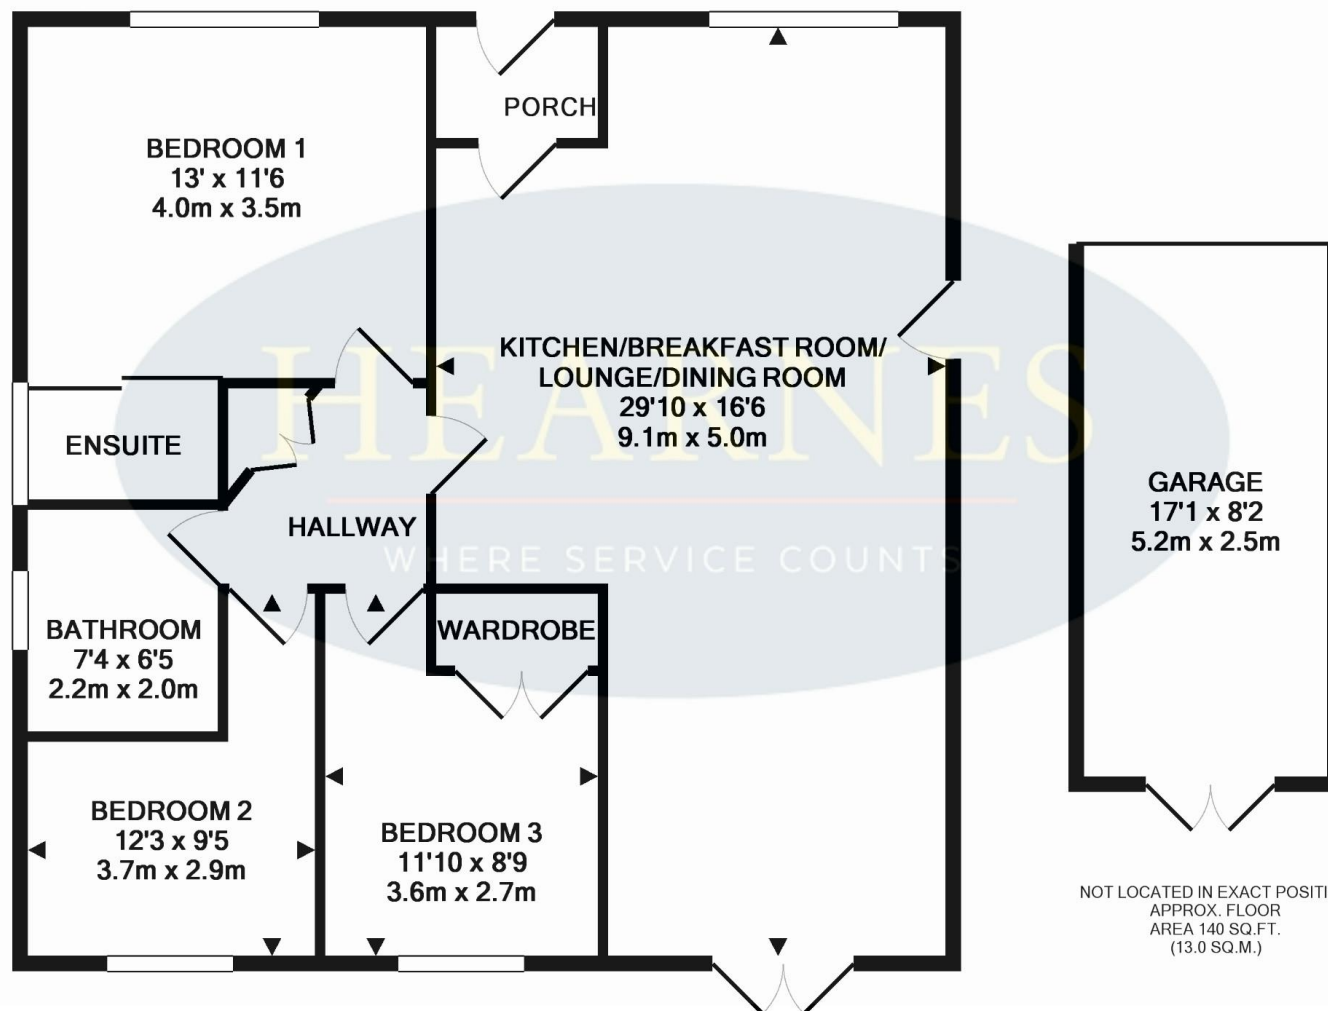 PORCH
BEDROOM 1
13' x 11'6
4.0m x 3.5m
KITCHEN/BREAKFAST ROOM/
LOUNGE/DINING ROOM
29'10 x 16'6
9.1m x 5.0m
HEARNES
WHERE SERVICE COUNTS
ENSUITE
HALLWAY
GARAGE
17'1 x 8'2
5.2m x 2.5m
BATHROOM
7'4 x 6'5
2.2m x 2.0m
WARDROBE
BEDROOM 2
12'3 x 9'5
3.7m x 2.9m
BEDROOM 3
11'10 x 8'9
3.6m x 2.7m
NOT LOCATED IN EXACT POSITI
APPROX. FLOOR
AREA 140 SQ.FT.
(13.0 SQ.M.)